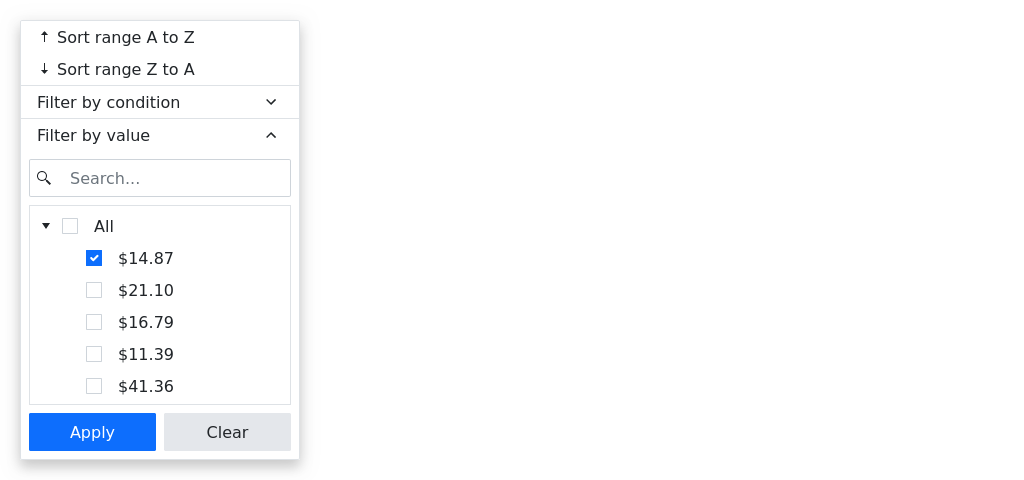 Sort range A to Z
Sort range Z to A
Filter by condition
Filter by value
Search...
All
$14.87
$21.10
$16.79
$11.39
$41.36
Apply Clear